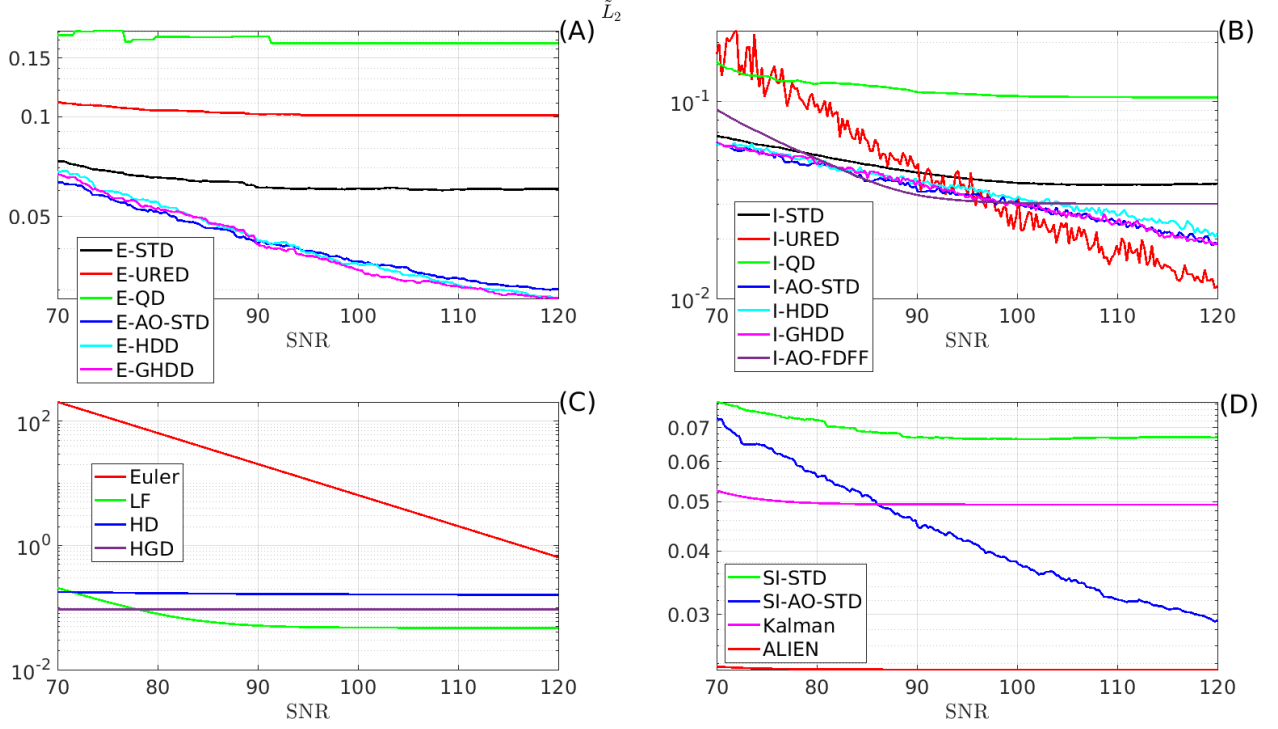 L̃₂
(A)
0.15
0.1
0.05
E-STD
E-URED
E-QD
E-AO-STD
E-HDD
E-GHDD
70 80 90 100 110 120
SNR
(B)
10⁻¹
10⁻²
I-STD
I-URED
I-QD
I-AO-STD
I-HDD
I-GHDD
I-AO-FDFF
70 80 90 100 110 120
SNR
(C)
10²
10⁰
10⁻²
Euler
LF
HD
HGD
70 80 90 100 110 120
SNR
(D)
0.07
0.06
0.05
0.04
0.03
SI-STD
SI-AO-STD
Kalman
ALIEN
70 80 90 100 110 120
SNR